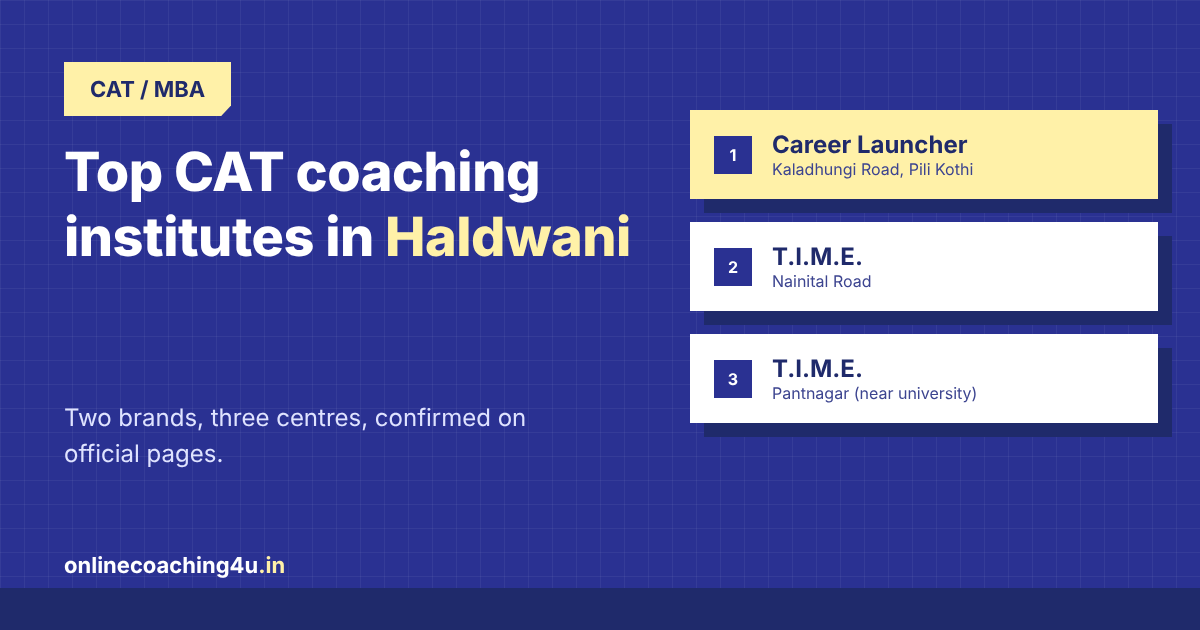 CAT / MBA
Top CAT coaching
institutes in Haldwani
Two brands, three centres, confirmed on
official pages.
onlinecoaching4u.in
1
Career Launcher
Kaladhungi Road, Pili Kothi
2
T.I.M.E.
Nainital Road
3
T.I.M.E.
Pantnagar (near university)